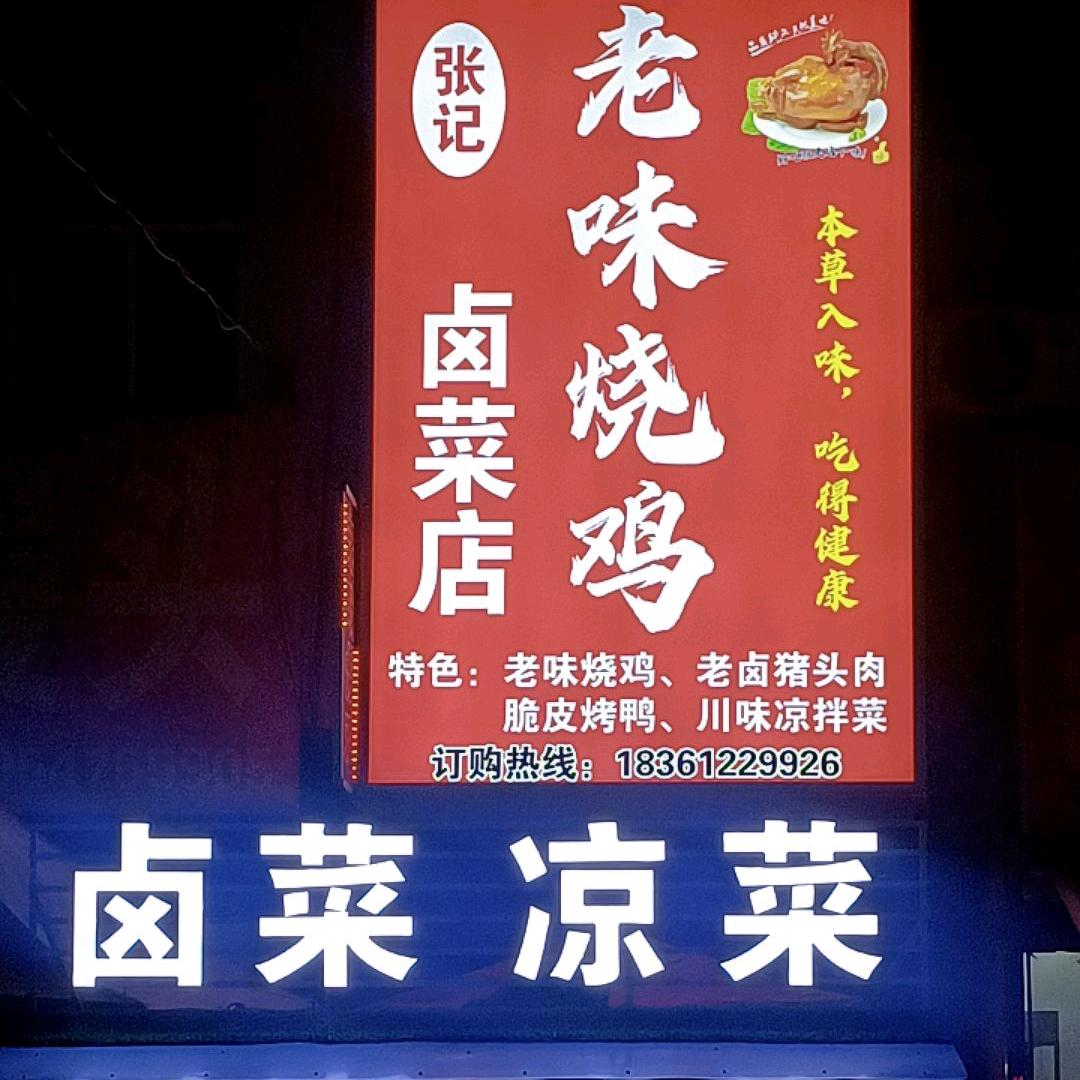 张记
老味烧鸡
卤菜店
本草入味，吃得健康
特色：老味烧鸡、老卤猪头肉
脆皮烤鸭、川味凉拌菜
订购热线：18361229926
卤菜 凉菜